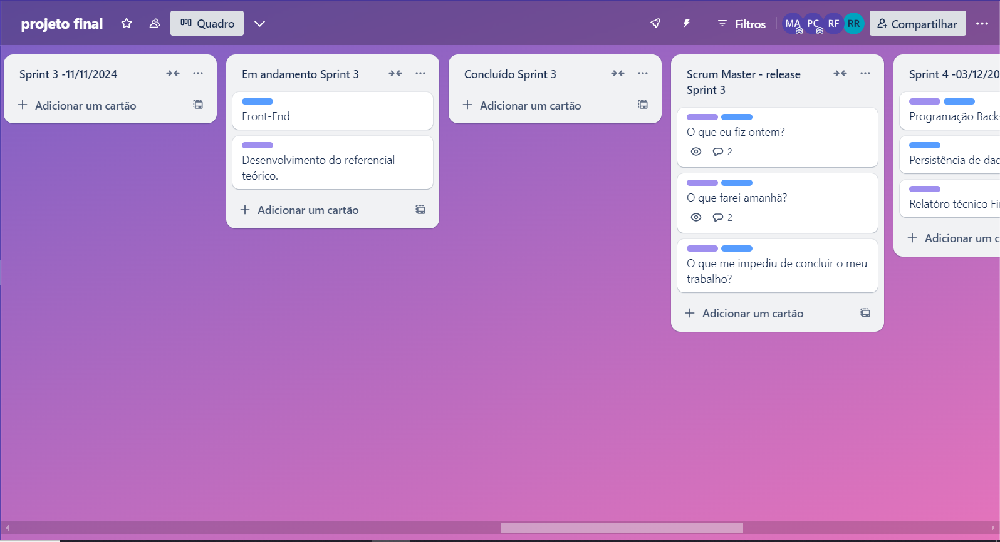 projeto final
Quadro
Filtros
MA PC RF RR
Compartilhar
Sprint 3 -11/11/2024
Adicionar um cartão
Em andamento Sprint 3
Front-End
Desenvolvimento do referencial
teórico.
Adicionar um cartão
Concluído Sprint 3
Adicionar um cartão
Scrum Master - release
Sprint 3
O que eu fiz ontem?
2
O que farei amanhã?
2
O que me impediu de concluir o meu
trabalho?
Adicionar um cartão
Sprint 4 -03/12/20
Programação Back
Persistência de dad
Relatóro técnico Fi
Adicionar um c